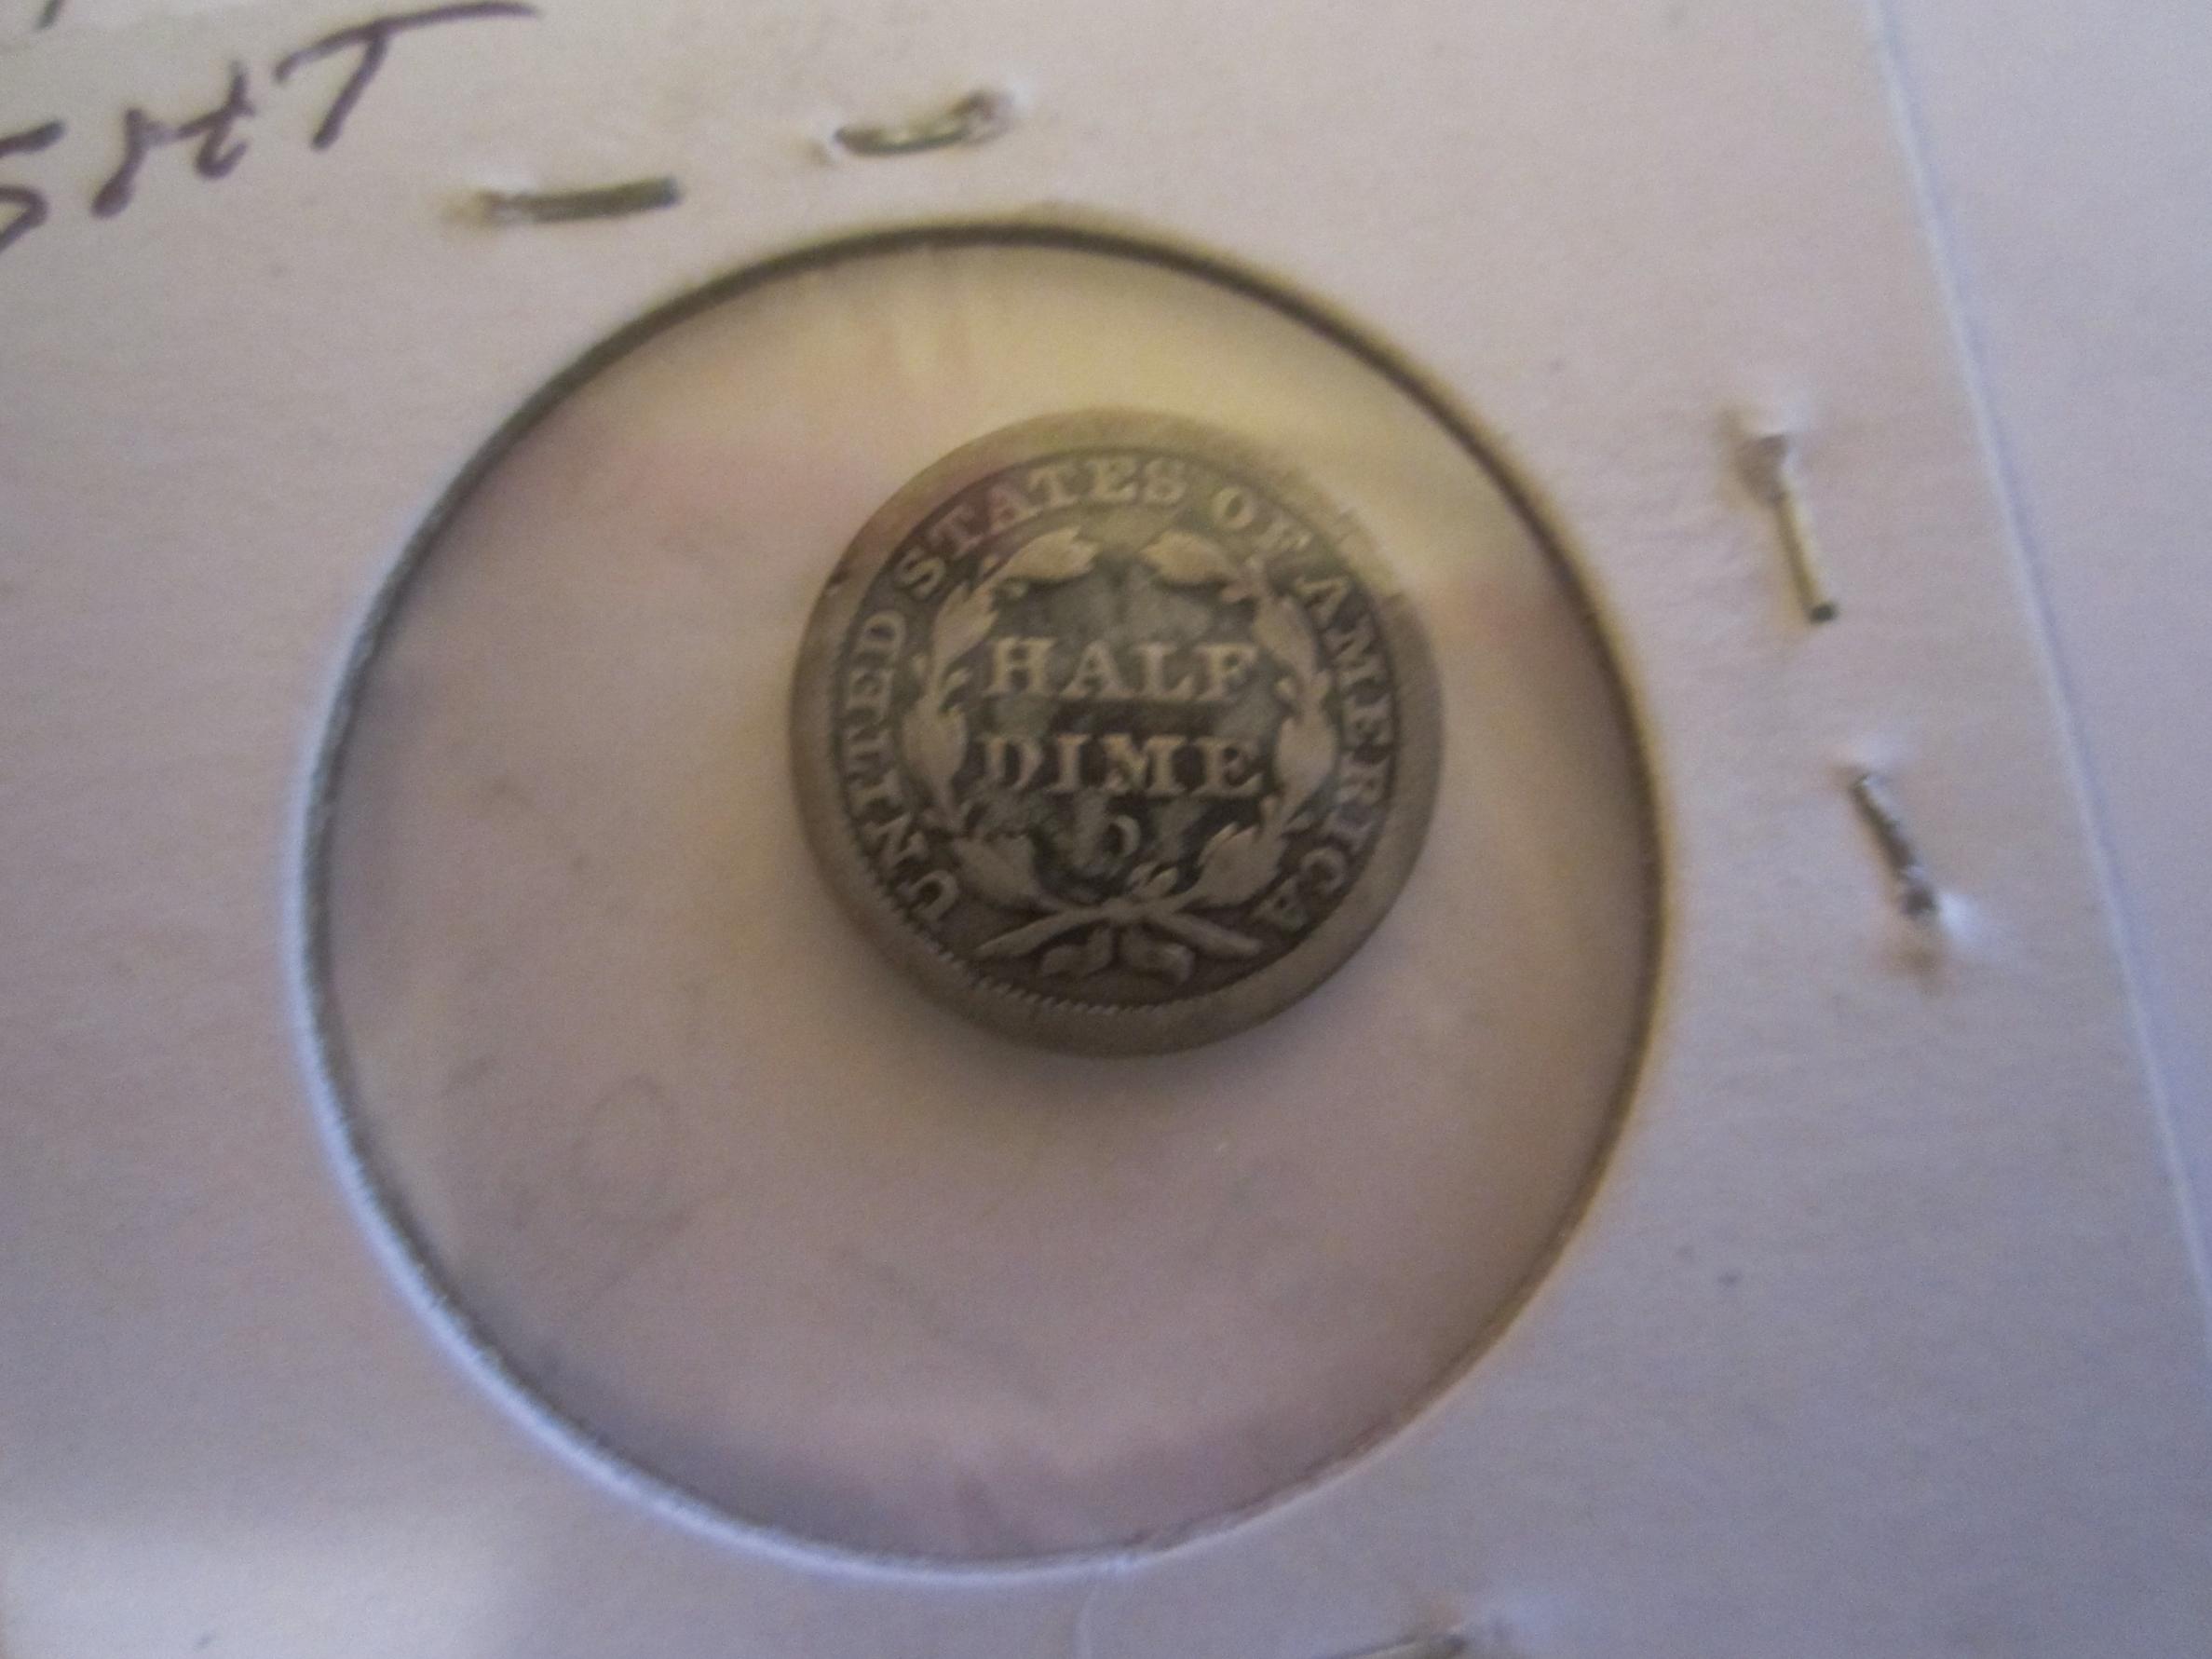 UNITED STATES OF AMERICA
HALF
DIME
O